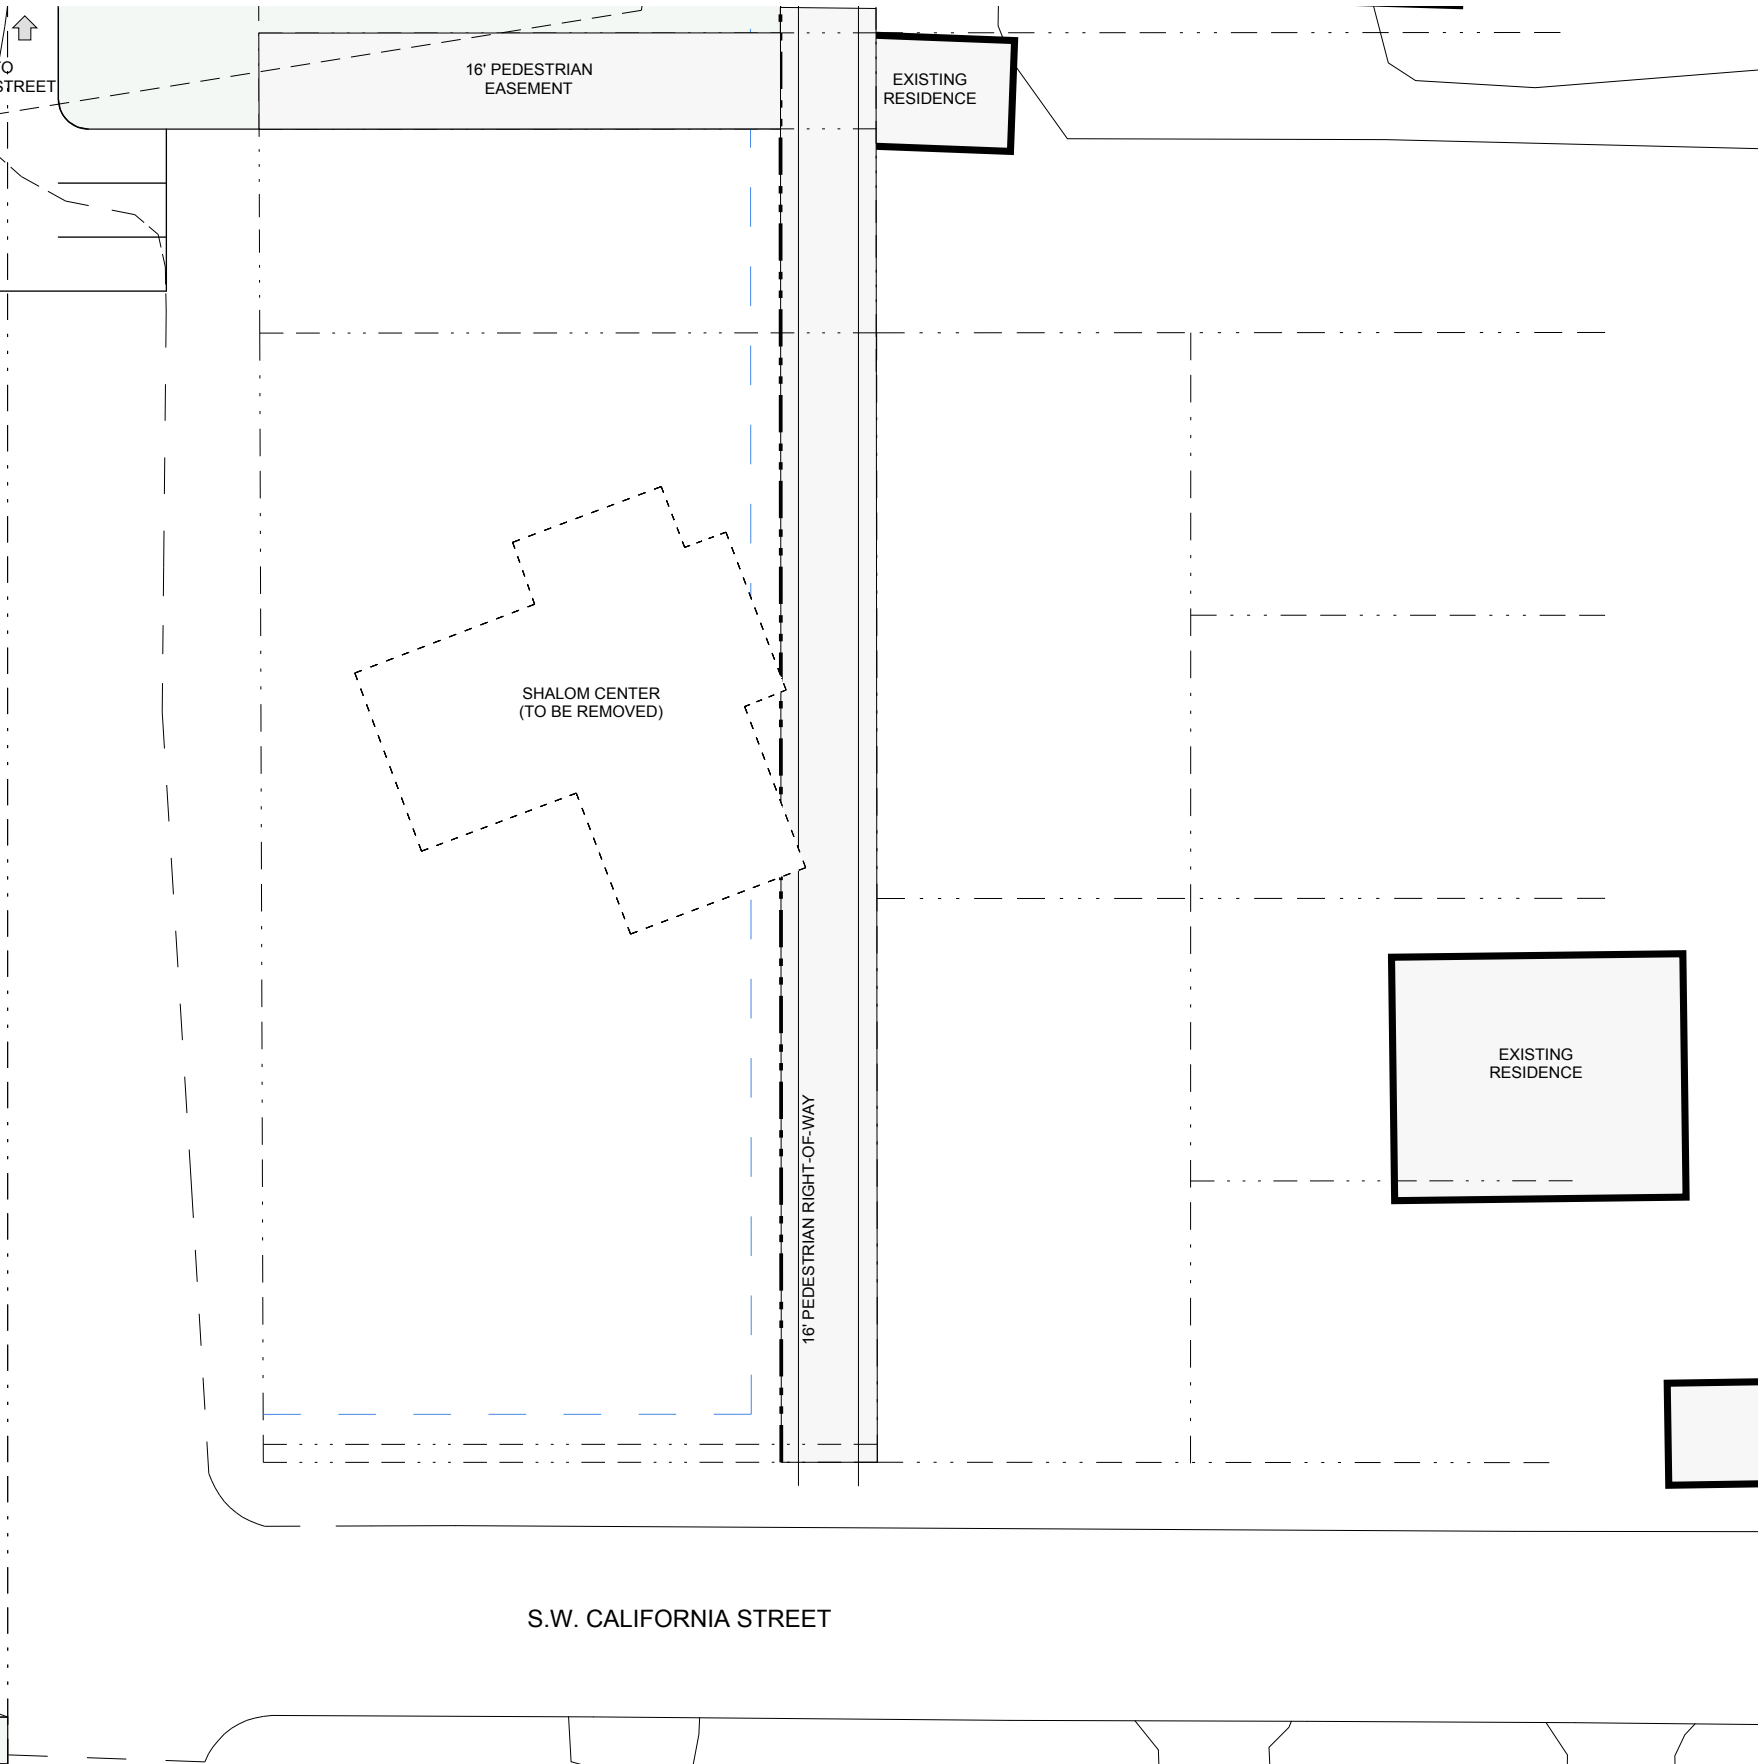 16' PEDESTRIAN
EASEMENT
EXISTING
RESIDENCE
STREET
SHALOM CENTER
(TO BE REMOVED)
EXISTING
RESIDENCE
16' PEDESTRIAN RIGHT-OF-WAY
S.W. CALIFORNIA STREET